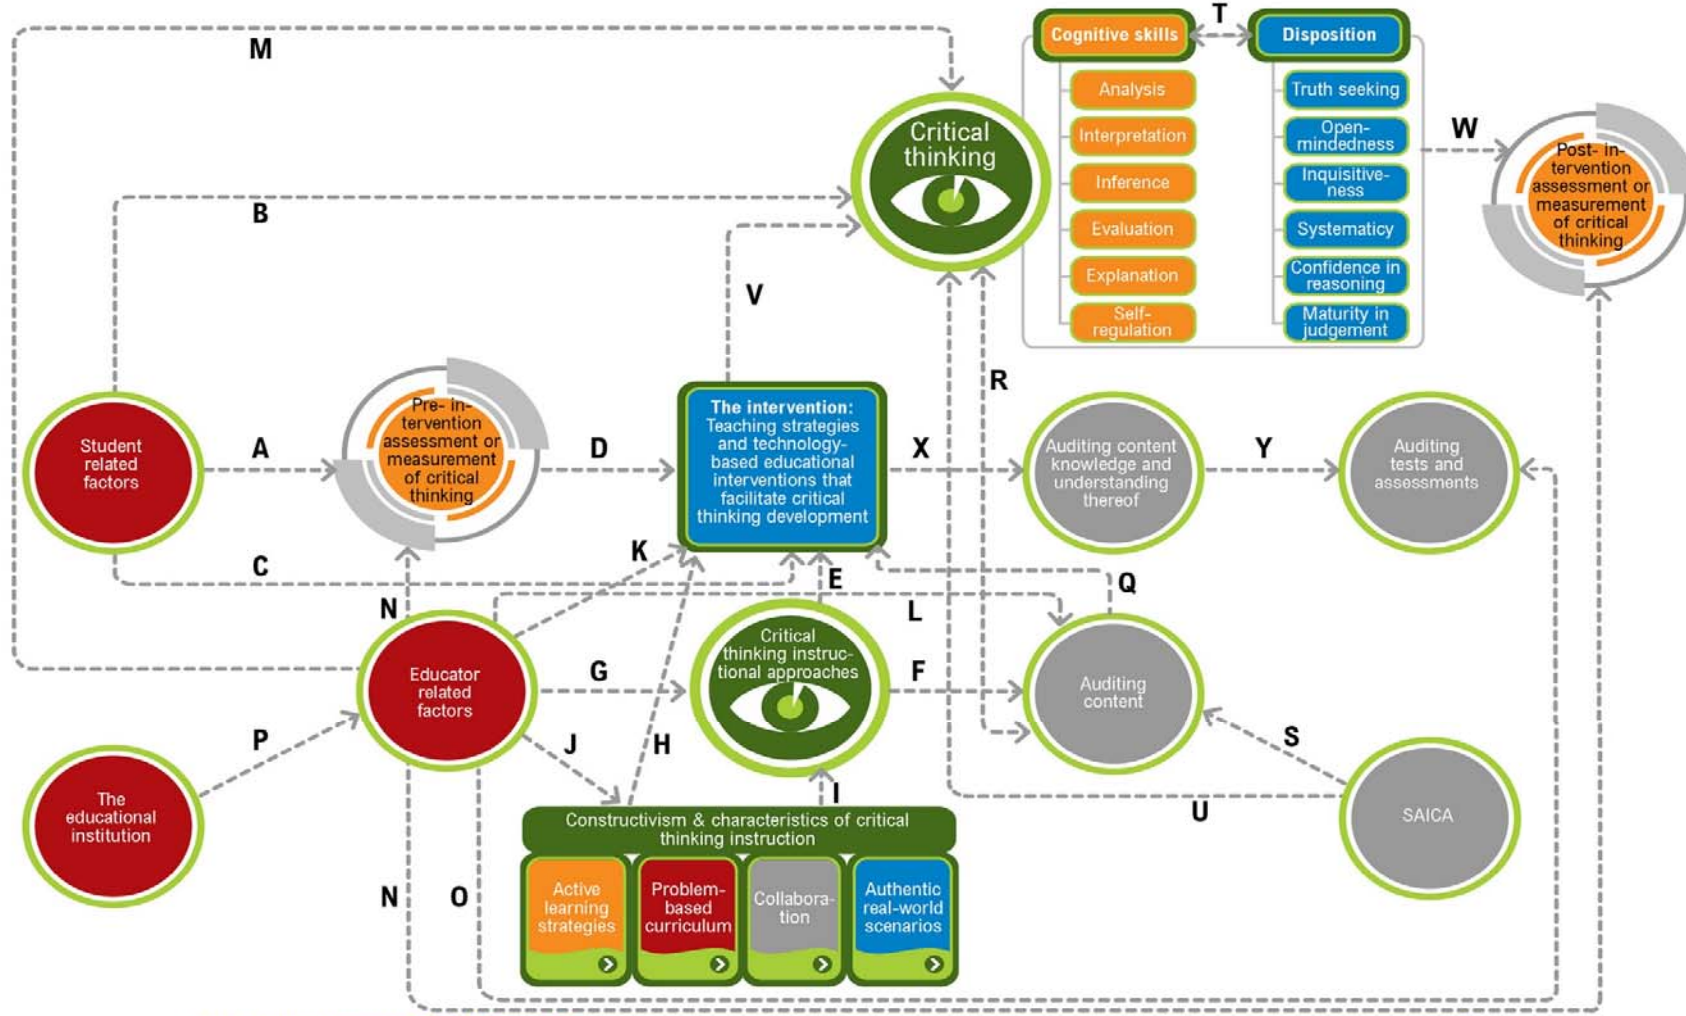 M
Cognitive skills
T
Disposition
Analysis
Interpretation
Inference
Evaluation
Explanation
Self-
regulation
Truth seeking
Open-
mindedness
Inquisitive-
ness
Systematicy
Confidence in
reasoning
Maturity in
judgement
W
Post- in-
tervention
assessment or
measurement
of critical
thinking
Critical
thinking
B
V
R
Student
related
factors
A
Pre- in-
tervention
assessment or
measurement
of critical
thinking
D
The intervention:
Teaching strategies
and technology-
based educational
interventions that
facilitate critical
thinking development
X
Auditing content
knowledge and
understanding
thereof
Y
Auditing
tests and
assessments
C
K
E
Q
N
L
Educator
related
factors
G
Critical
thinking instruc-
tional approaches
F
Auditing
content
P
J
H
I
S
U
The
educational
institution
SAICA
Constructivism & characteristics of critical
thinking instruction
N
O
Active
learning
strategies
Problem-
based
curriculum
Collabora-
tion
Authentic
real-world
scenarios